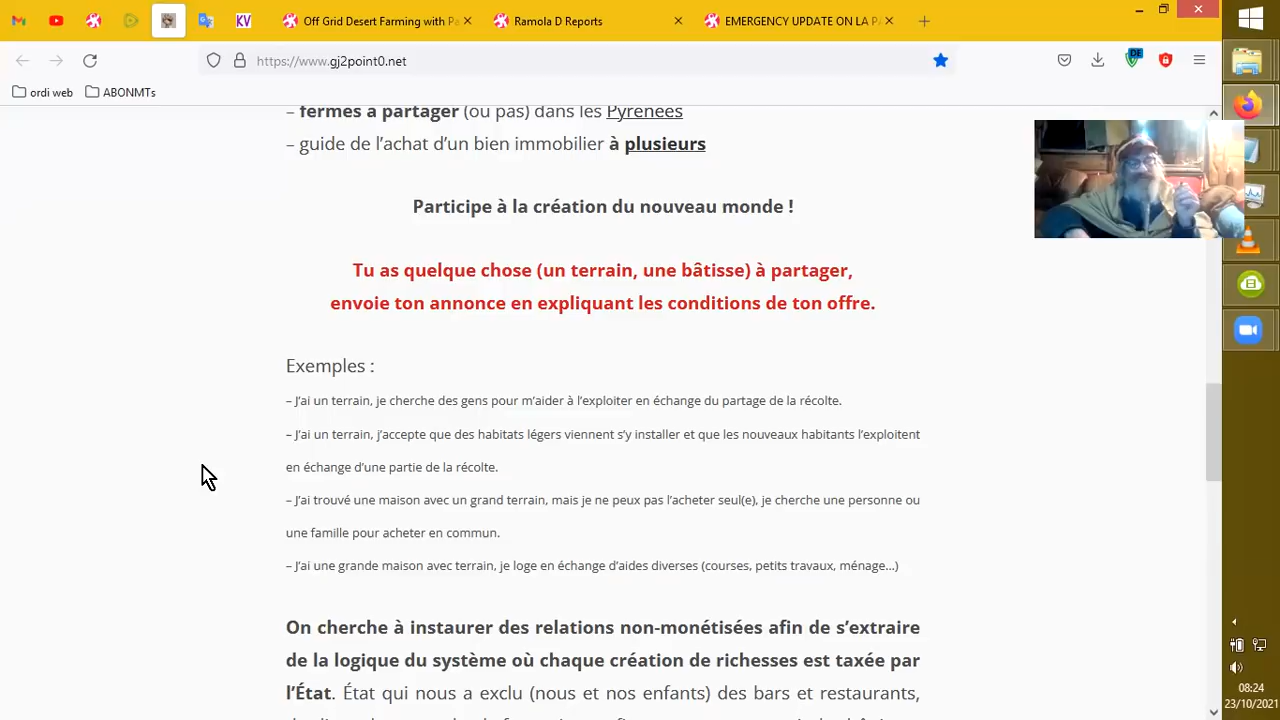 Off Grid Desert Farming with Pa
Ramola D Reports
EMERGENCY UPDATE ON LA PA
KV
https://www.gj2point0.net
DE
ordi web
ABONMTs
– fermes à partager (ou pas) dans les Pyrénées
– guide de l’achat d’un bien immobilier à plusieurs
Participe à la création du nouveau monde !
Tu as quelque chose (un terrain, une bâtisse) à partager,
envoie ton annonce en expliquant les conditions de ton offre.
Exemples :
– J’ai un terrain, je cherche des gens pour m’aider à l’exploiter en échange du partage de la récolte.
– J’ai un terrain, j’accepte que des habitats légers viennent s’y installer et que les nouveaux habitants l’exploitent
en échange d’une partie de la récolte.
– J’ai trouvé une maison avec un grand terrain, mais je ne peux pas l’acheter seul(e), je cherche une personne ou
une famille pour acheter en commun.
– J’ai une grande maison avec terrain, je loge en échange d’aides diverses (courses, petits travaux, ménage…)
On cherche à instaurer des relations non-monétisées afin de s’extraire
de la logique du système où chaque création de richesses est taxée par
l’État. État qui nous a exclu (nous et nos enfants) des bars et restaurants,
08:24
23/10/2021